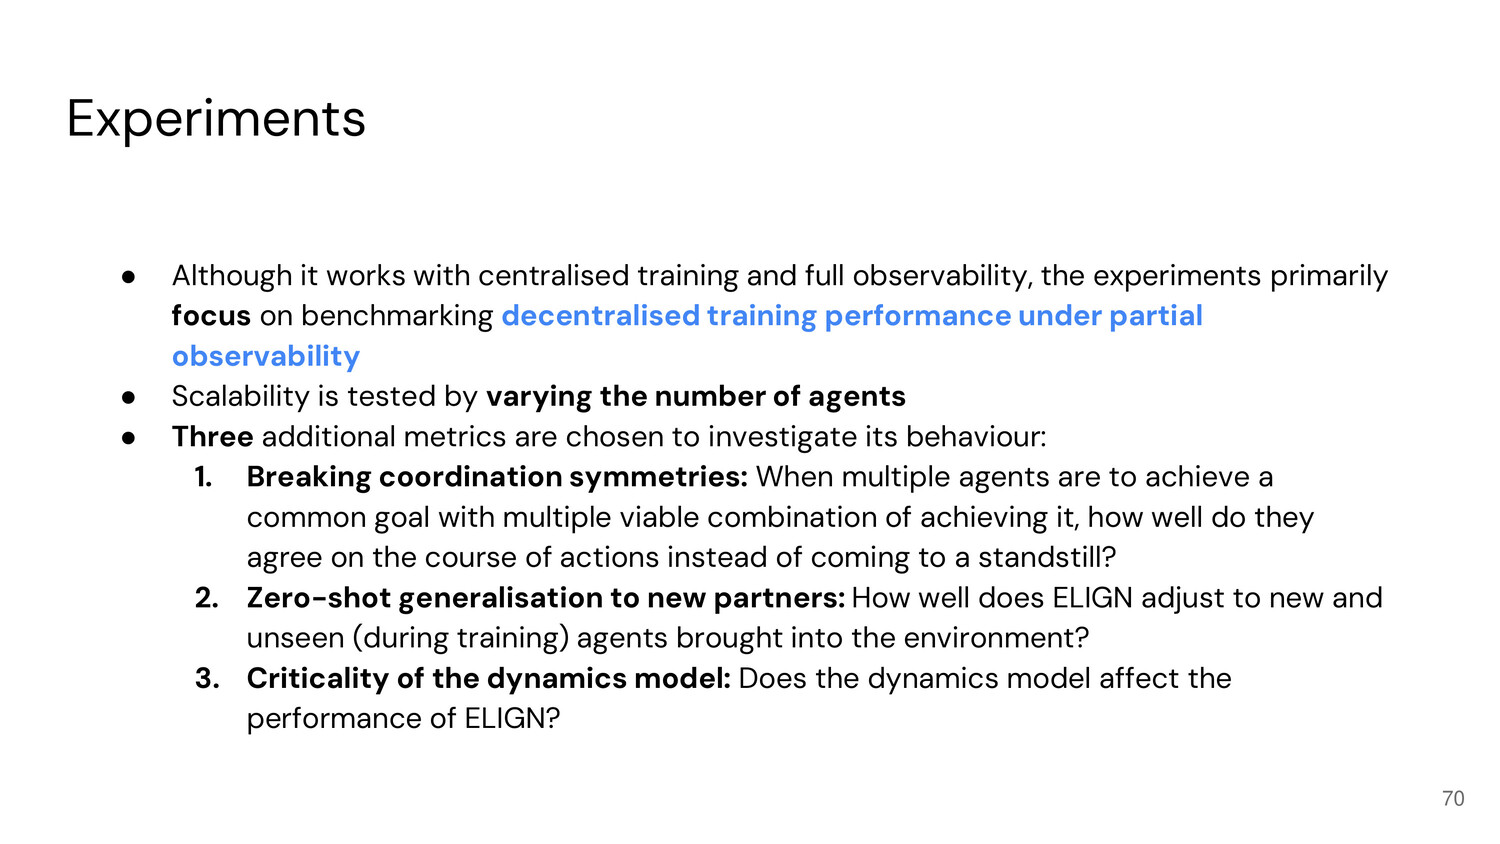 Experiments
● Although it works with centralised training and full observability, the experiments primarily
focus on benchmarking decentralised training performance under partial
observability
● Scalability is tested by varying the number of agents
● Three additional metrics are chosen to investigate its behaviour:
1. Breaking coordination symmetries: When multiple agents are to achieve a
common goal with multiple viable combination of achieving it, how well do they
agree on the course of actions instead of coming to a standstill?
2. Zero-shot generalisation to new partners: How well does ELIGN adjust to new and
unseen (during training) agents brought into the environment?
3. Criticality of the dynamics model: Does the dynamics model affect the
performance of ELIGN?
70